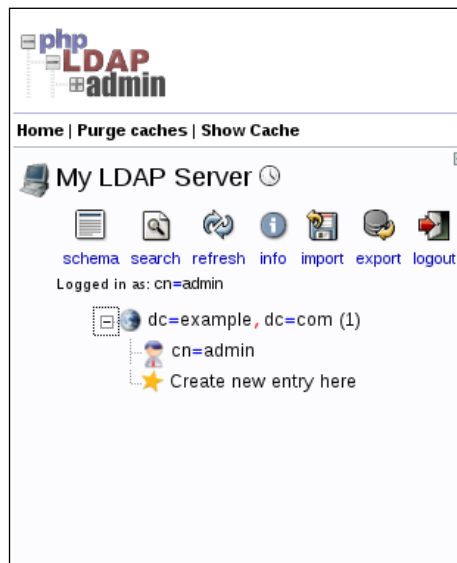 php
LDAP
admin
Home | Purge caches | Show Cache
My LDAP Server
schema search refresh info import export logout
Logged in as: cn=admin
dc=example, dc=com (1)
cn=admin
Create new entry here